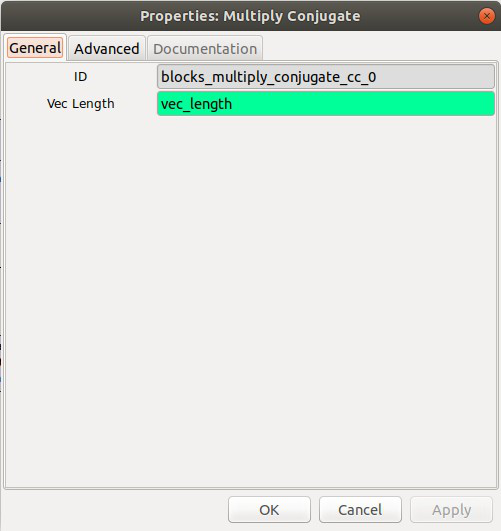 Properties: Multiply Conjugate
General Advanced Documentation
ID blocks_multiply_conjugate_cc_0
Vec Length vec_length
OK Cancel Apply